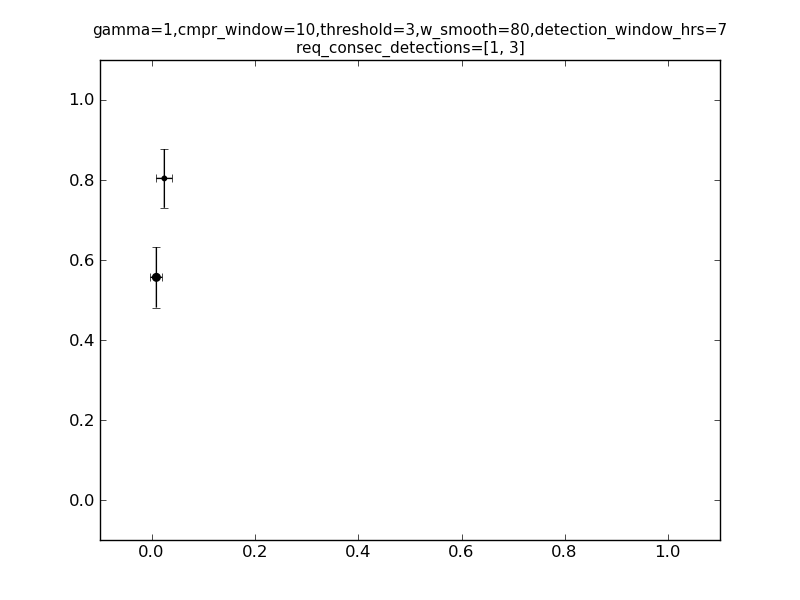 gamma=1,cmpr_window=10,threshold=3,w_smooth=80,detection_window_hrs=7
req_consec_detections=[1, 3]
1.0
0.8
0.6
0.4
0.2
0.0
0.0 0.2 0.4 0.6 0.8 1.0